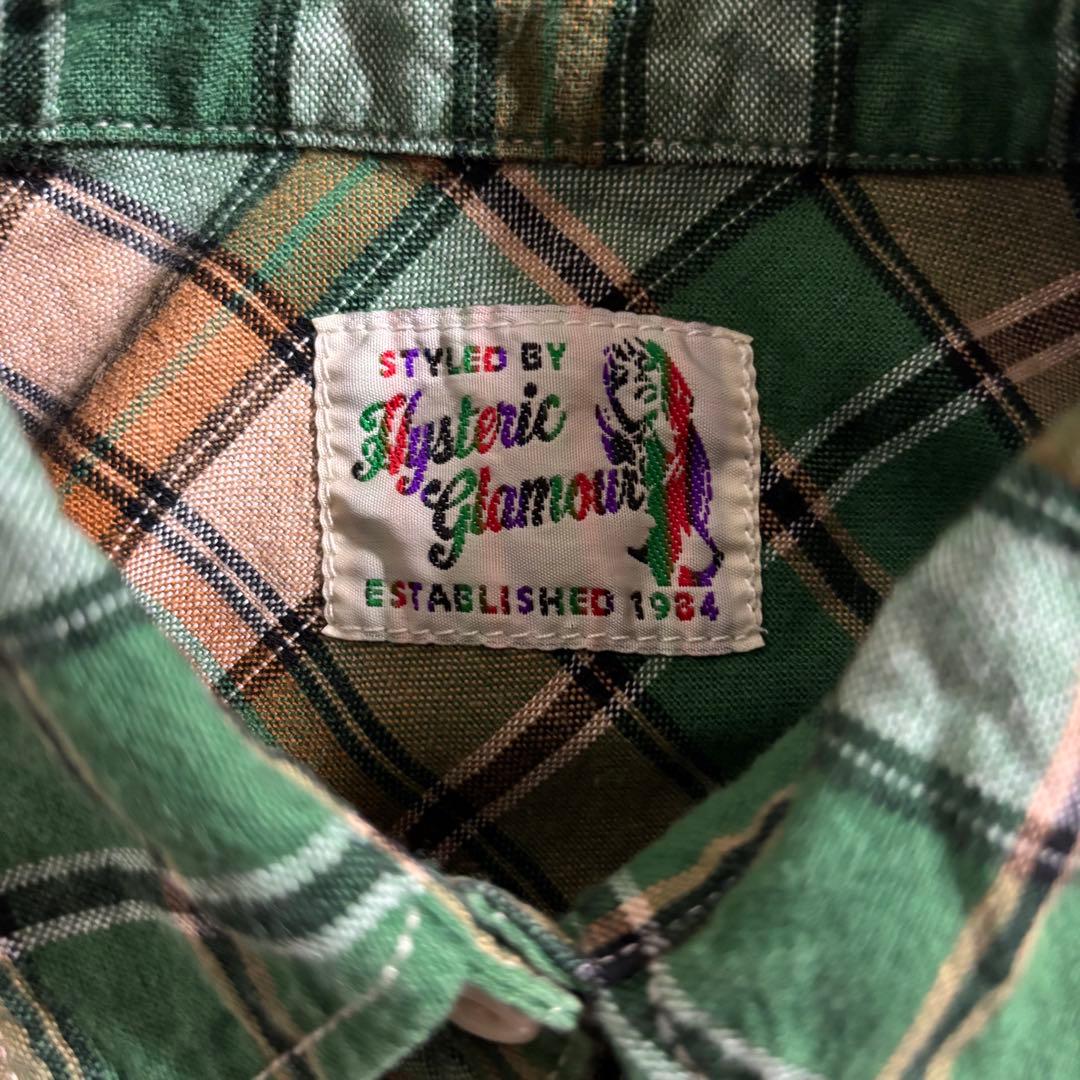 STYLED BY
Hysteric
Glamour
ESTABLISHED 1984